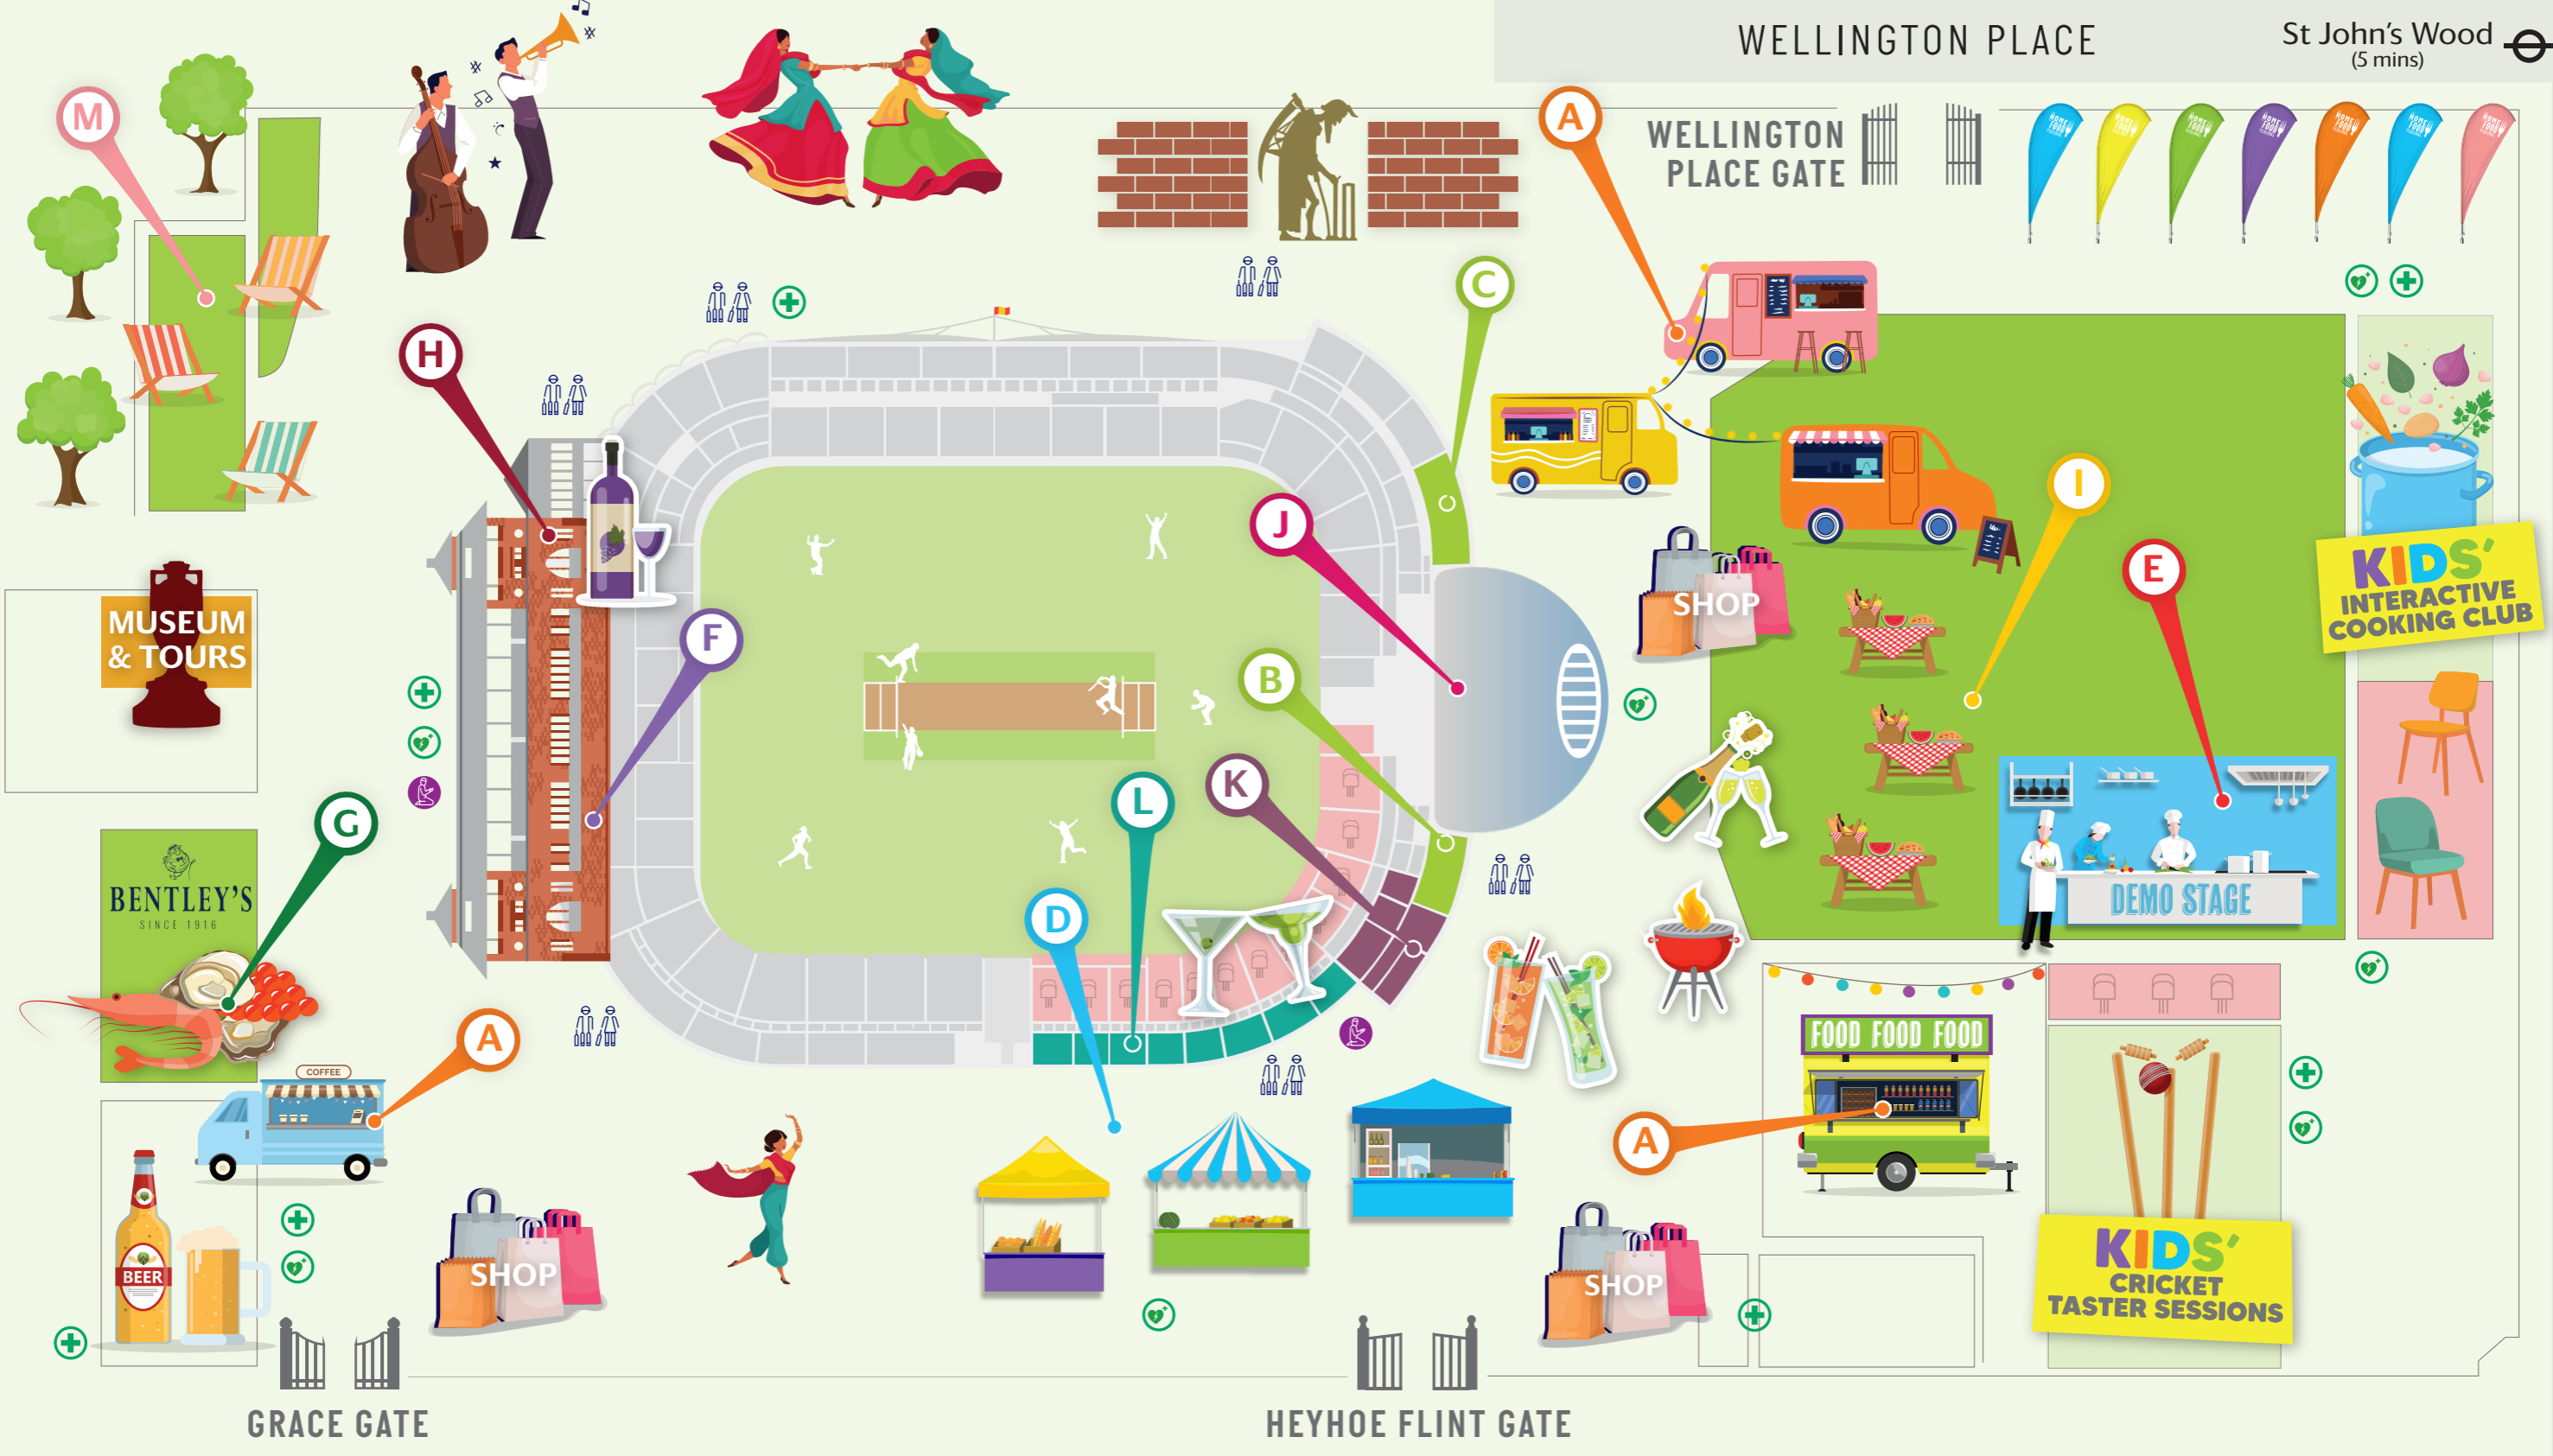 WELLINGTON PLACE
St John's Wood
(5 mins)
M
A
WELLINGTON
PLACE GATE
C
H
J
I
SHOP
E
KIDS'
INTERACTIVE
COOKING CLUB
MUSEUM
& TOURS
F
B
K
L
G
BENTLEY'S
SINCE 1916
D
DEMO STAGE
A
COFFEE
FOOD FOOD FOOD
A
BEER
SHOP
SHOP
KIDS'
CRICKET
TASTER SESSIONS
GRACE GATE
HEYHOE FLINT GATE